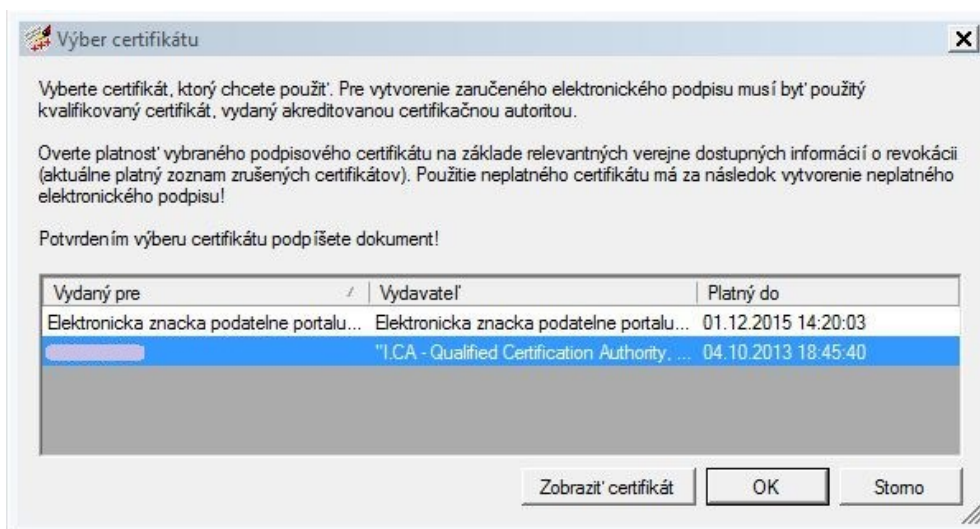 Výber certifikátu
Vyberte certifikát, ktorý chcete použiť. Pre vytvorenie zaručeného elektronického podpisu musí byť použitý
kvalifikovaný certifikát, vydaný akreditovanou certifikačnou autoritou.
Overte platnosť vybraného podpisového certifikátu na základe relevantných verejne dostupných informácií o revokácii
(aktuálne platný zoznam zrušených certifikátov). Použitie neplatného certifikátu má za následok vytvorenie neplatného
elektronického podpisu!
Potvrdením výberu certifikátu podpíšete dokument!
Vydaný pre Vydavateľ Platný do
Elektronicka znacka podatelne portalu... Elektronicka znacka podatelne portalu... 01.12.2015 14:20:03
"I.CA - Qualified Certification Authority, ... 04.10.2013 18:45:40
Zobraziť certifikát OK Storno